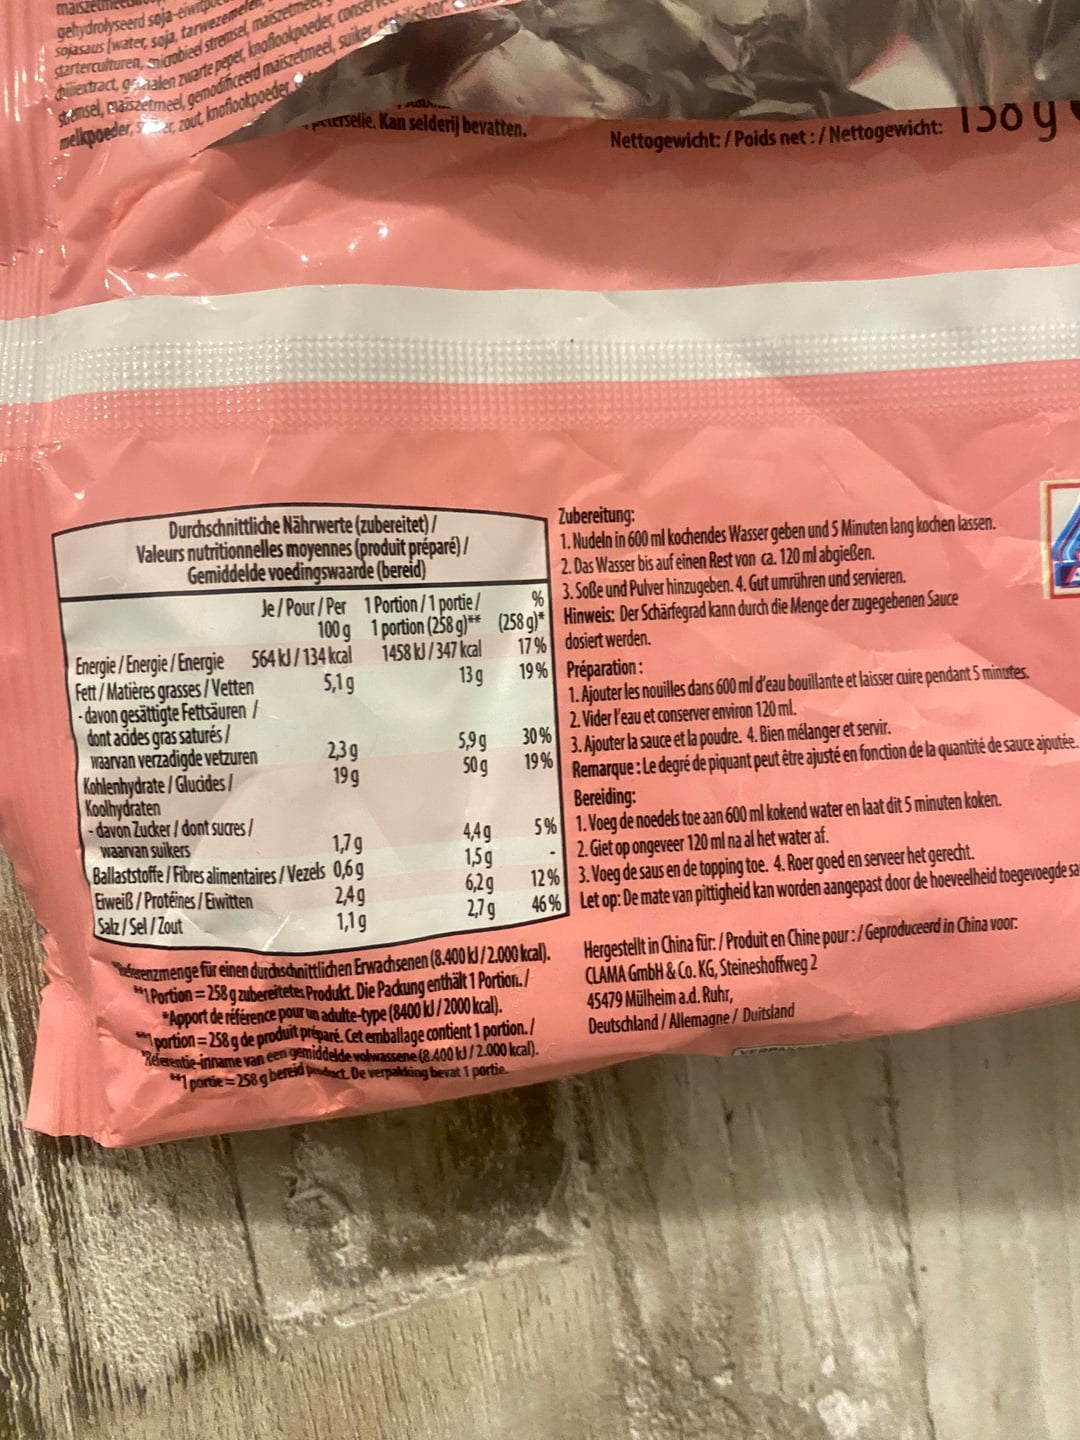 gehydrolyseerd soja-eiwitpoeder
sojasaus (water, soja, tarwezemelen,
starterculturen, microbieel stremsel, maiszetmeel,
chiliextract, gemalen zwarte peper, knoflookpoeder,
stremsel, maiszetmeel, gemodificeerd maiszetmeel, suiker, stabilisator:
melkpoeder, suiker, zout, knoflookpoeder,
peterselie. Kan selderij bevatten.
Nettogewicht: / Poids net : / Nettogewicht: 138 g
Durchschnittliche Nährwerte (zubereitet) /
Valeurs nutritionnelles moyennes (produit préparé) /
Gemiddelde voedingswaarde (bereid)
Je / Pour / Per 1 Portion / 1 portie / %
100 g 1 portion (258 g)** (258 g)*
Energie / Energie / Energie 564 kJ / 134 kcal 1458 kJ / 347 kcal 17 %
Fett / Matières grasses / Vetten 5,1 g 13 g 19 %
- davon gesättigte Fettsäuren /
dont acides gras saturés /
waarvan verzadigde vetzuren 2,3 g 5,9 g 30 %
Kohlenhydrate / Glucides / 19 g 50 g 19 %
Koolhydraten
- davon Zucker / dont sucres /
waarvan suikers 1,7 g 4,4 g 5 %
Ballaststoffe / Fibres alimentaires / Vezels 0,6 g 1,5 g -
Eiweiß / Protéines / Eiwitten 2,4 g 6,2 g 12 %
Salz / Sel / Zout 1,1 g 2,7 g 46 %
*Referenzmenge für einen durchschnittlichen Erwachsenen (8.400 kJ / 2.000 kcal).
**1 Portion = 258 g zubereitetes Produkt. Die Packung enthält 1 Portion. /
*Apport de référence pour un adulte-type (8400 kJ / 2000 kcal).
**1 portion = 258 g de produit préparé. Cet emballage contient 1 portion. /
*Referentie-inname van een gemiddelde volwassene (8.400 kJ / 2.000 kcal).
**1 portie = 258 g bereid product. De verpakking bevat 1 portie.
Zubereitung:
1. Nudeln in 600 ml kochendes Wasser geben und 5 Minuten lang kochen lassen.
2. Das Wasser bis auf einen Rest von ca. 120 ml abgießen.
3. Soße und Pulver hinzugeben. 4. Gut umrühren und servieren.
Hinweis: Der Schärfegrad kann durch die Menge der zugegebenen Sauce
dosiert werden.
Préparation :
1. Ajouter les nouilles dans 600 ml d'eau bouillante et laisser cuire pendant 5 minutes.
2. Vider l'eau et conserver environ 120 ml.
3. Ajouter la sauce et la poudre. 4. Bien mélanger et servir.
Remarque : Le degré de piquant peut être ajusté en fonction de la quantité de sauce ajoutée.
Bereiding:
1. Voeg de noedels toe aan 600 ml kokend water en laat dit 5 minuten koken.
2. Giet op ongeveer 120 ml na al het water af.
3. Voeg de saus en de topping toe. 4. Roer goed en serveer het gerecht.
Let op: De mate van pittigheid kan worden aangepast door de hoeveelheid toegevoegde sa
Hergestellt in China für: / Produit en Chine pour : / Geproduceerd in China voor:
CLAMA GmbH & Co. KG, Steineshoffweg 2
45479 Mülheim a.d. Ruhr,
Deutschland / Allemagne / Duitsland